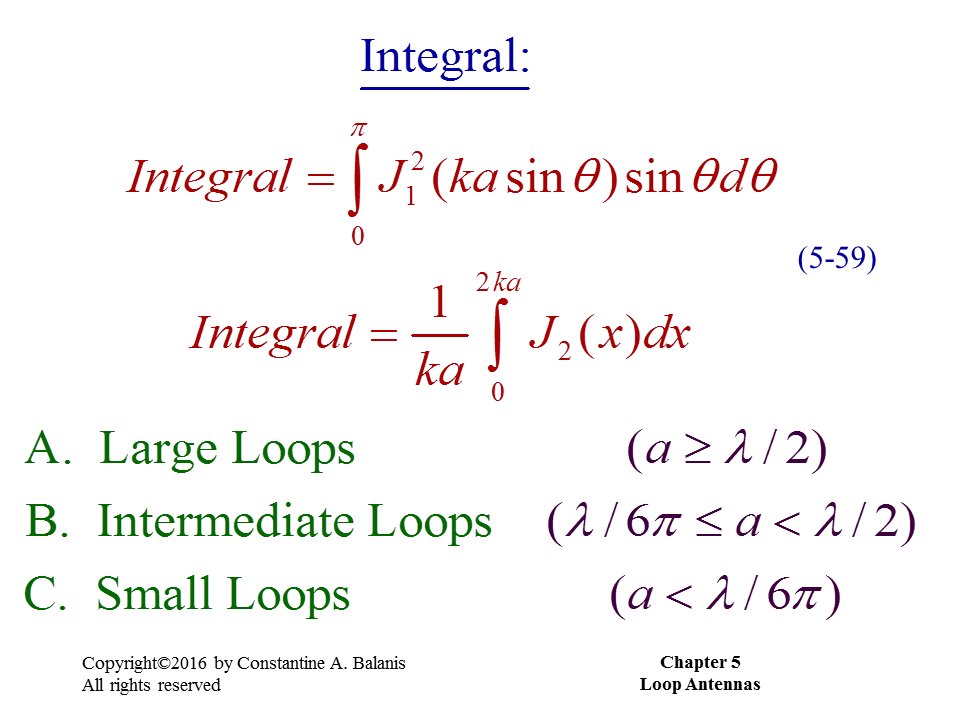 Integral:
Integral = ∫₀^π J₁²(ka sin θ) sin θ dθ
(5-59)
Integral = 1/ka ∫₀^2ka J₂(x)dx
A. Large Loops (a ≥ λ / 2)
B. Intermediate Loops (λ / 6π ≤ a < λ / 2)
C. Small Loops (a < λ / 6π)
Copyright©2016 by Constantine A. Balanis
All rights reserved
Chapter 5
Loop Antennas